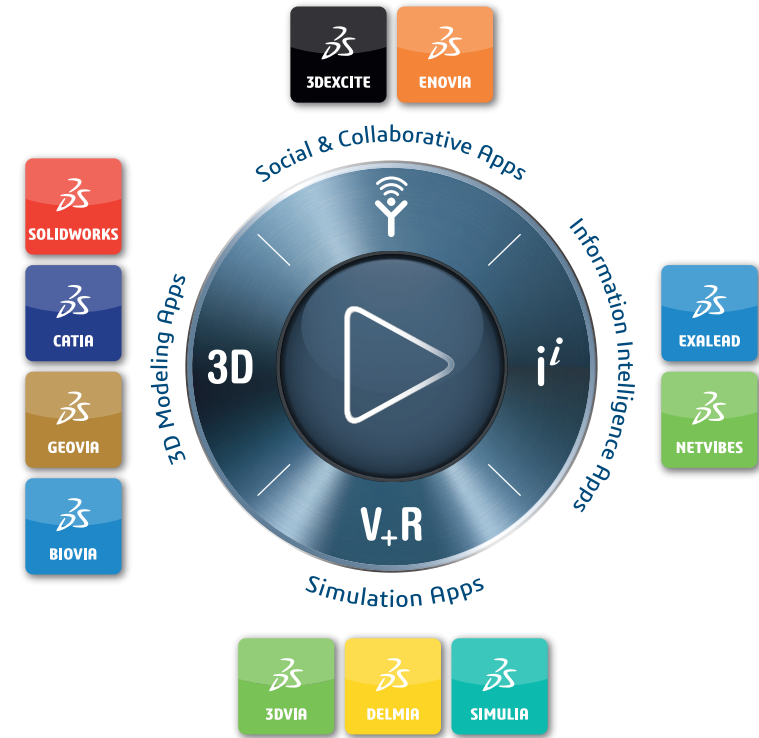 3DEXCITE
ENOVIA
Social & Collaborative Apps
SOLIDWORKS
CATIA
GEOVIA
BIOVIA
3D Modeling Apps
3D
i i
V+R
Information Intelligence Apps
EXALEAD
NETVIBES
Simulation Apps
3DVIA
DELMIA
SIMULIA